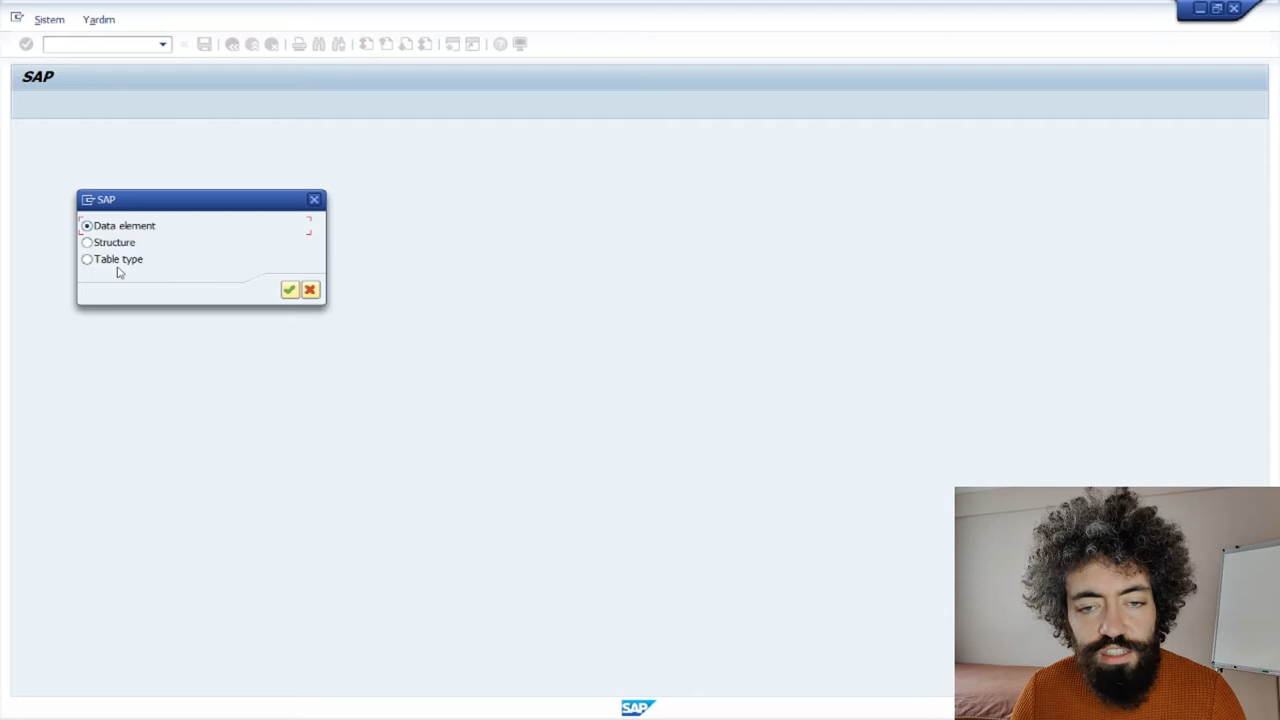 Sistem Yardım
SAP
SAP
Data element
Structure
Table type
SAP